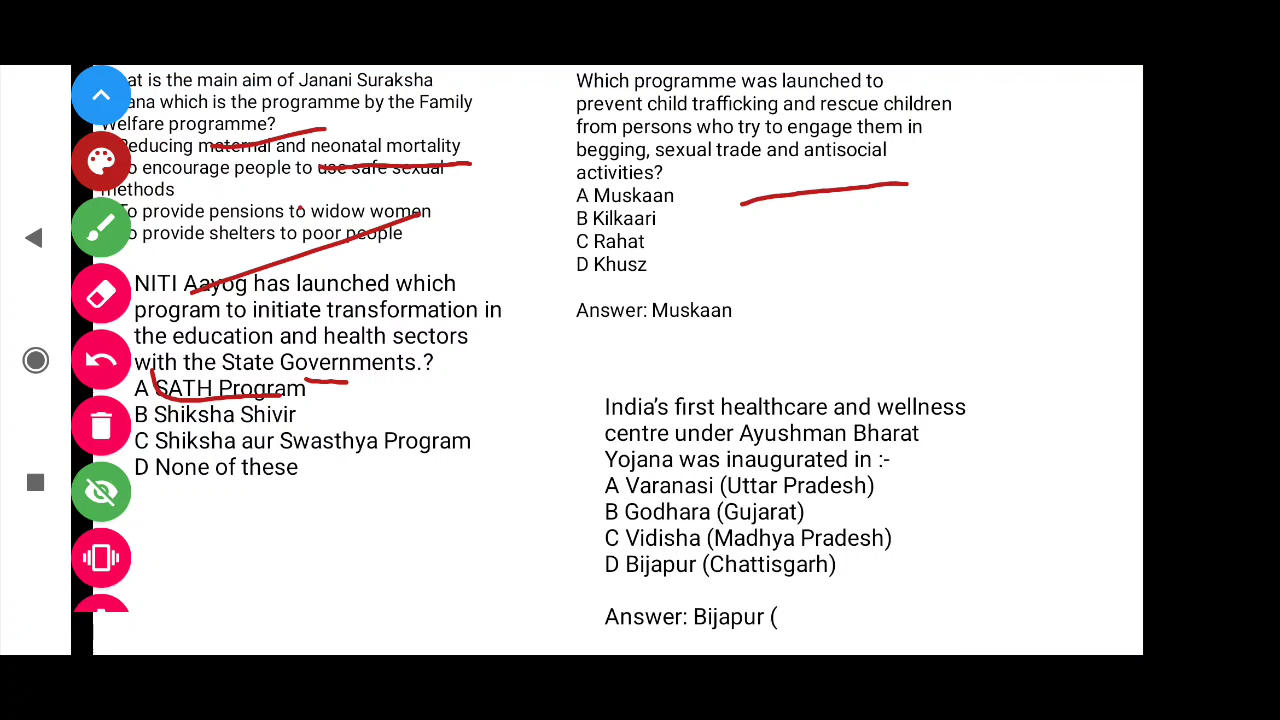 at is the main aim of Janani Suraksha
ana which is the programme by the Family
Welfare programme?
Reducing maternal and neonatal mortality
o encourage people to use safe sexual
methods
To provide pensions to widow women
o provide shelters to poor people
NITI Aayog has launched which
program to initiate transformation in
the education and health sectors
with the State Governments.?
A SATH Program
B Shiksha Shivir
C Shiksha aur Swasthya Program
D None of these
Which programme was launched to
prevent child trafficking and rescue children
from persons who try to engage them in
begging, sexual trade and antisocial
activities?
A Muskaan
B Kilkaari
C Rahat
D Khusz
Answer: Muskaan
India's first healthcare and wellness
centre under Ayushman Bharat
Yojana was inaugurated in :-
A Varanasi (Uttar Pradesh)
B Godhara (Gujarat)
C Vidisha (Madhya Pradesh)
D Bijapur (Chattisgarh)
Answer: Bijapur (